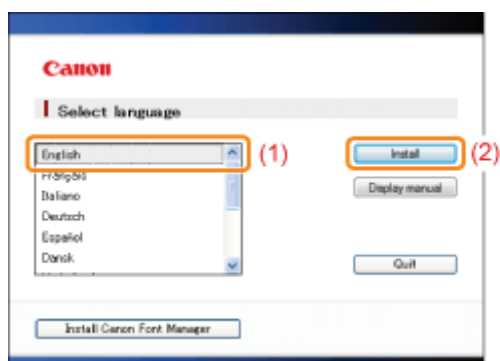 Canon
Select language
English
(1)
Install
(2)
Français
Display manual
Italiano
Deutsch
Español
Dansk
Quit
Install Canon Font Manager